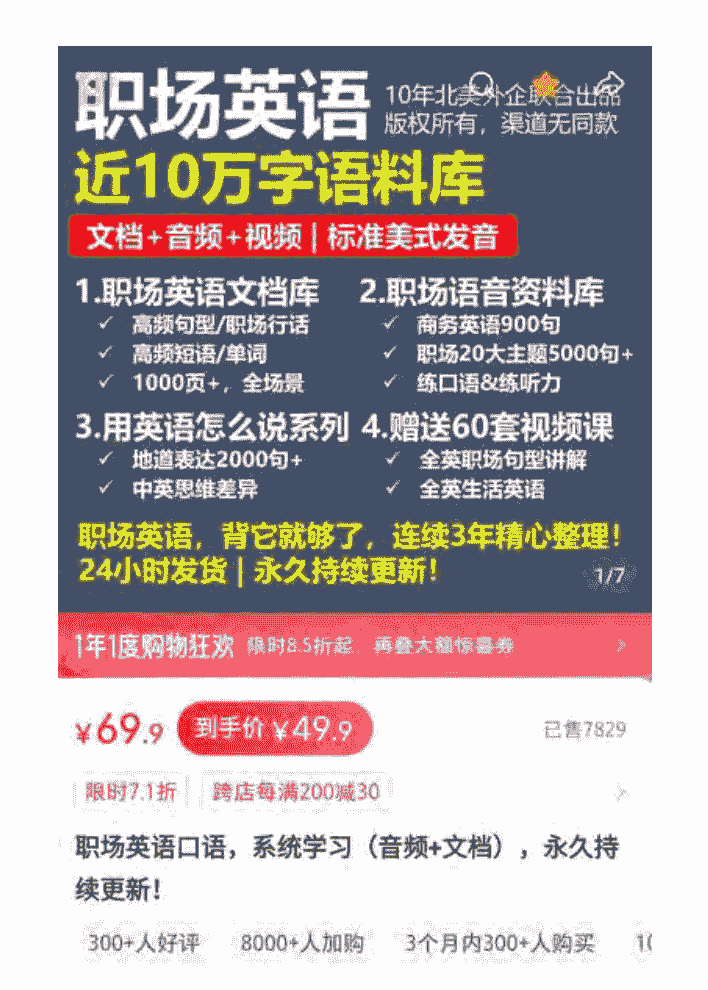 职场英语
10年北美外企联合出品
版权所有，渠道无同款
近10万字语料库
文档+音频+视频 | 标准美式发音
1.职场英语文档库
✓ 高频句型/职场行话
✓ 高频短语/单词
✓ 1000页+，全场景
2.职场语音资料库
✓ 商务英语900句
✓ 职场20大主题5000句+
✓ 练口语&练听力
3.用英语怎么说系列
✓ 地道表达2000句+
✓ 中英思维差异
4.赠送60套视频课
✓ 全英职场句型讲解
✓ 全英生活英语
职场英语，背它就够了，连续3年精心整理！
24小时发货 | 永久持续更新！
1/7
1年1度购物狂欢 限时8.5折起，再叠大额惊喜券
¥69.9 到手价 ¥49.9 已售7829
限时7.1折 跨店每满200减30
职场英语口语，系统学习（音频+文档），永久持
续更新！
300+人好评 8000+人加购 3个月内300+人购买 10